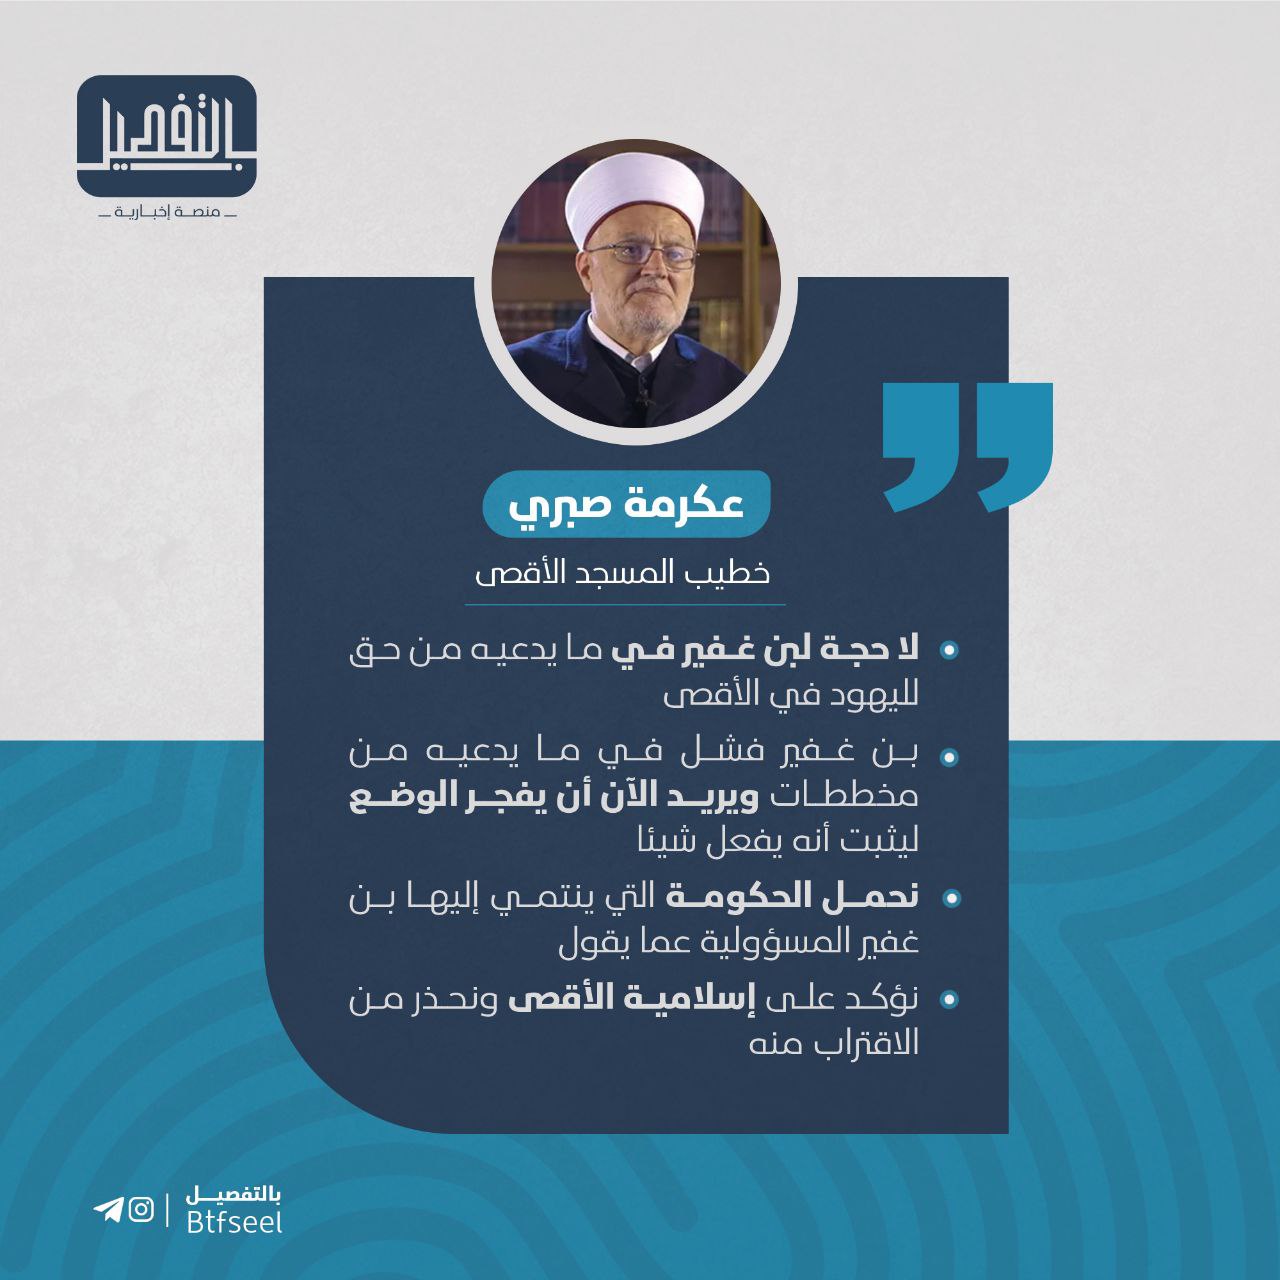 بالتفصيل
منصة إخبارية
عكرمة صبري
خطيب المسجد الأقصى
لا حجة لبن غفير في ما يدعيه من حق
لليهود في الأقصى
بن غفير فشل في ما يدعيه من
مخططات ويريد الآن أن يفجر الوضع
ليثبت أنه يفعل شيئا
نحمل الحكومة التي ينتمي إليها بن
غفير المسؤولية عما يقول
نؤكد على إسلامية الأقصى ونحذر من
الاقتراب منه
بالتفصيل
Btfseel